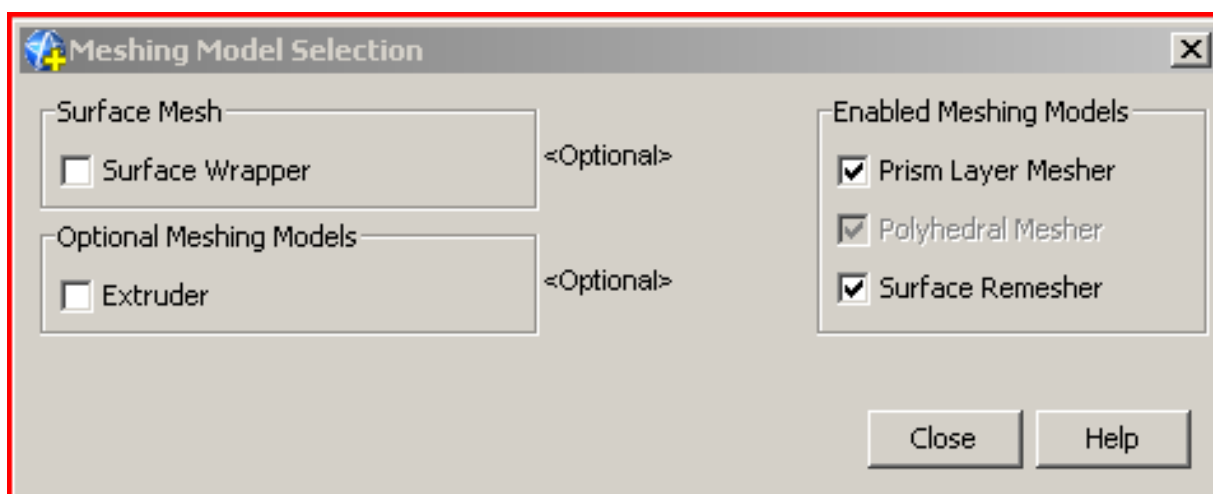 Meshing Model Selection
Surface Mesh
Surface Wrapper
<Optional>
Optional Meshing Models
Extruder
<Optional>
Enabled Meshing Models
Prism Layer Mesher
Polyhedral Mesher
Surface Remesher
Close
Help